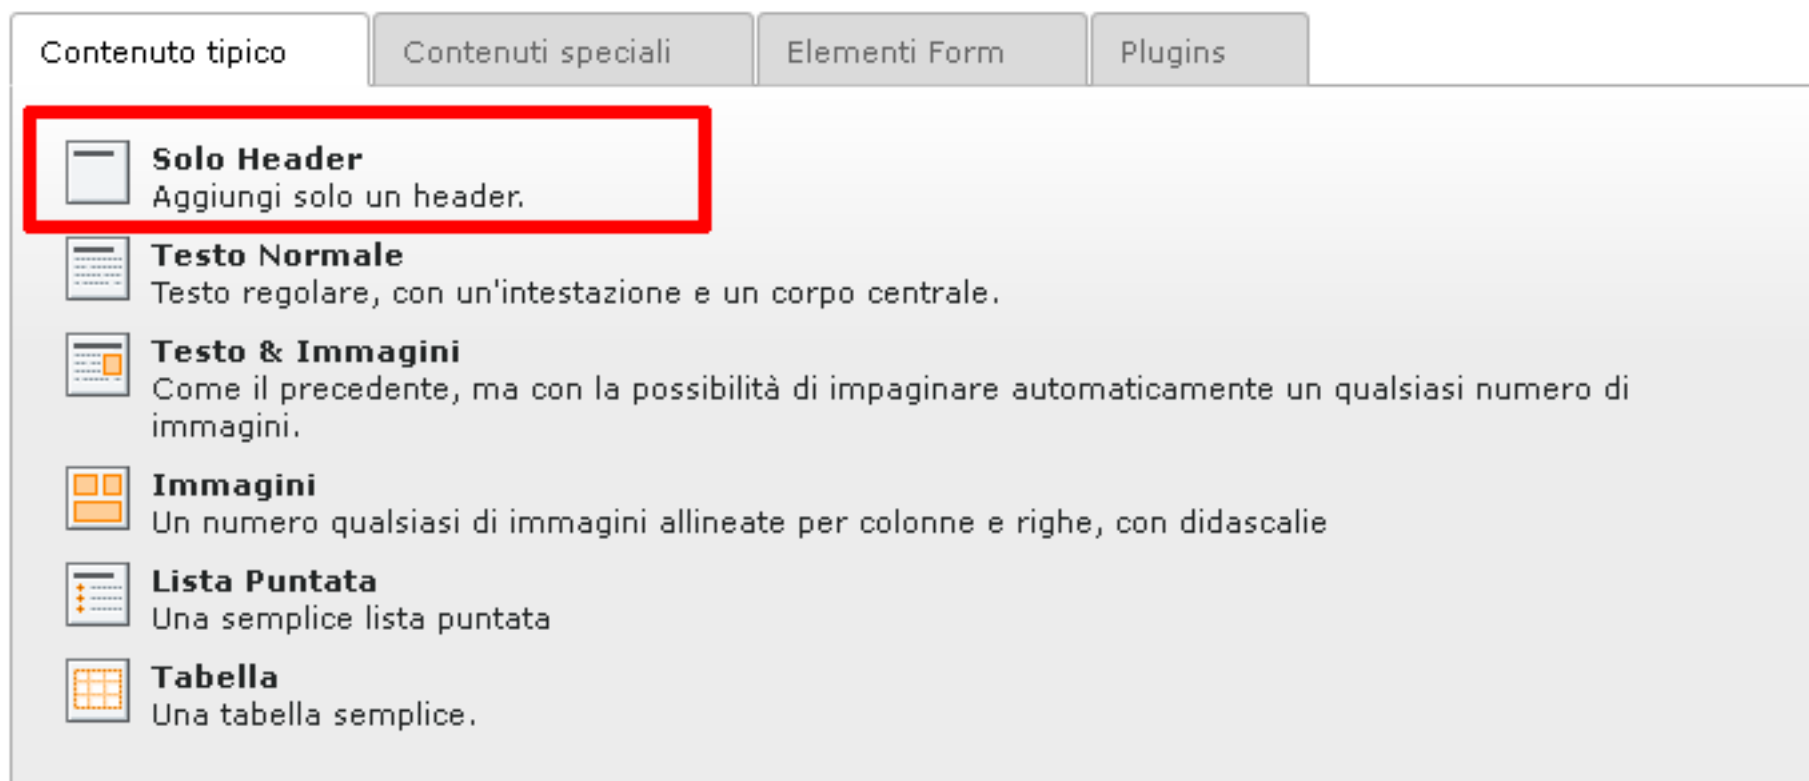 Contenuto tipico Contenuti speciali Elementi Form Plugins
Solo Header
Aggiungi solo un header.
Testo Normale
Testo regolare, con un'intestazione e un corpo centrale.
Testo & Immagini
Come il precedente, ma con la possibilità di impaginare automaticamente un qualsiasi numero di
immagini.
Immagini
Un numero qualsiasi di immagini allineate per colonne e righe, con didascalie
Lista Puntata
Una semplice lista puntata
Tabella
Una tabella semplice.